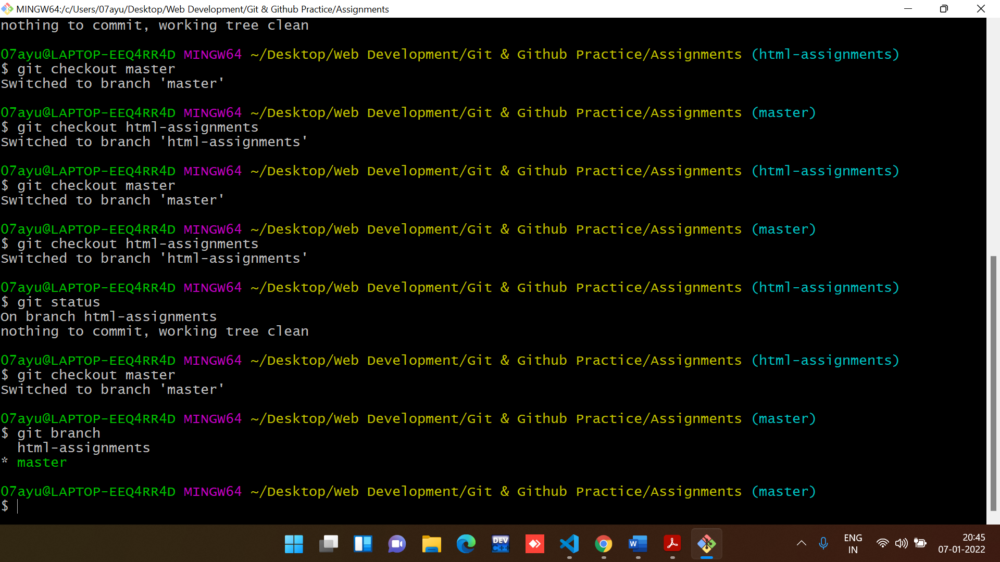 MINGW64:/c/Users/07ayu/Desktop/Web Development/Git & Github Practice/Assignments
nothing to commit, working tree clean
07ayu@LAPTOP-EEQ4RR4D MINGW64 ~/Desktop/Web Development/Git & Github Practice/Assignments (html-assignments)
$ git checkout master
Switched to branch 'master'
07ayu@LAPTOP-EEQ4RR4D MINGW64 ~/Desktop/Web Development/Git & Github Practice/Assignments (master)
$ git checkout html-assignments
Switched to branch 'html-assignments'
07ayu@LAPTOP-EEQ4RR4D MINGW64 ~/Desktop/Web Development/Git & Github Practice/Assignments (html-assignments)
$ git checkout master
Switched to branch 'master'
07ayu@LAPTOP-EEQ4RR4D MINGW64 ~/Desktop/Web Development/Git & Github Practice/Assignments (master)
$ git checkout html-assignments
Switched to branch 'html-assignments'
07ayu@LAPTOP-EEQ4RR4D MINGW64 ~/Desktop/Web Development/Git & Github Practice/Assignments (html-assignments)
$ git status
On branch html-assignments
nothing to commit, working tree clean
07ayu@LAPTOP-EEQ4RR4D MINGW64 ~/Desktop/Web Development/Git & Github Practice/Assignments (html-assignments)
$ git checkout master
Switched to branch 'master'
07ayu@LAPTOP-EEQ4RR4D MINGW64 ~/Desktop/Web Development/Git & Github Practice/Assignments (master)
$ git branch
  html-assignments
* master
07ayu@LAPTOP-EEQ4RR4D MINGW64 ~/Desktop/Web Development/Git & Github Practice/Assignments (master)
$
DEV
C++
W
ENG
IN
20:45
07-01-2022